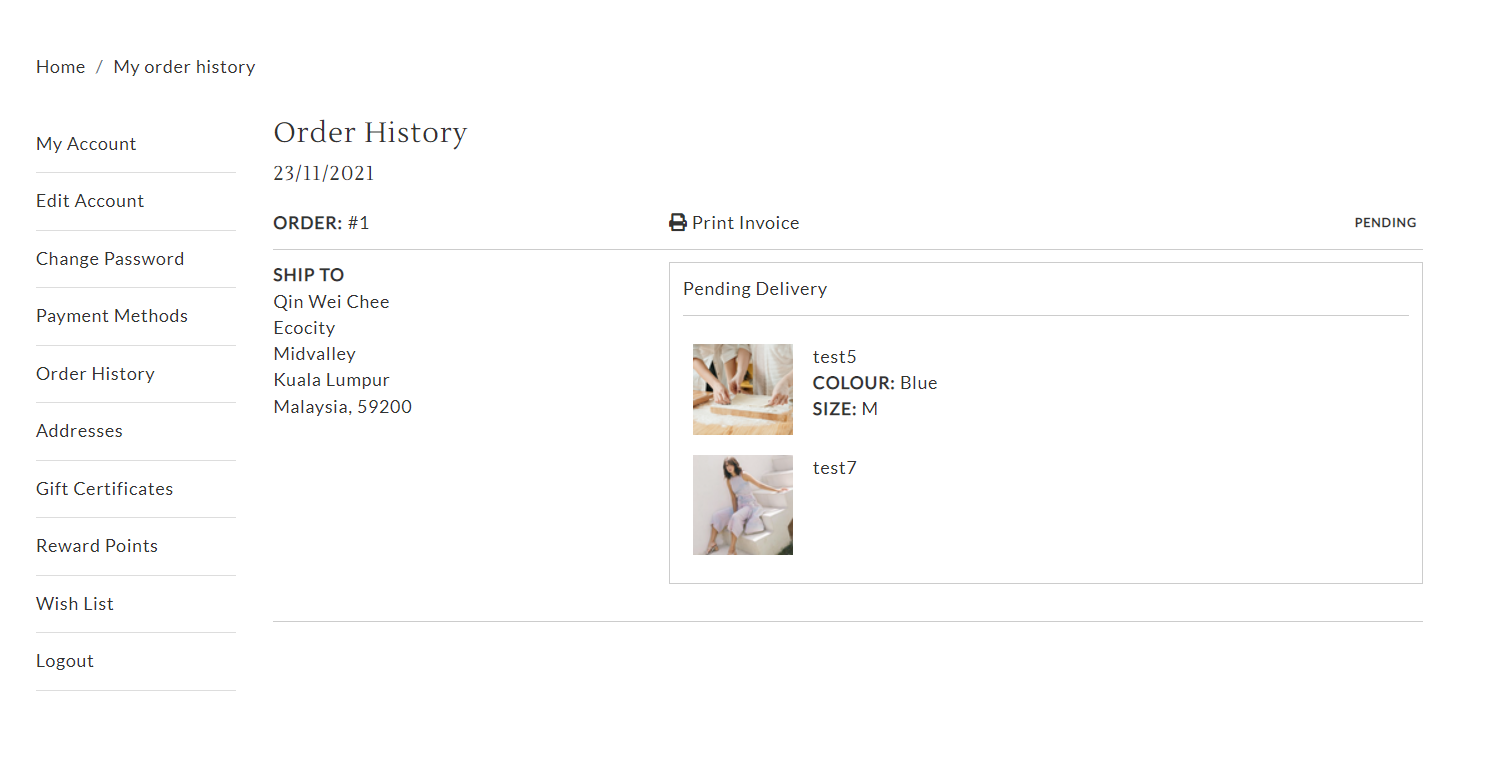 Home / My order history
My Account
Edit Account
Change Password
Payment Methods
Order History
Addresses
Gift Certificates
Reward Points
Wish List
Logout
Order History
23/11/2021
ORDER: #1
Print Invoice
PENDING
SHIP TO
Qin Wei Chee
Ecocity
Midvalley
Kuala Lumpur
Malaysia, 59200
Pending Delivery
test5
COLOUR: Blue
SIZE: M
test7